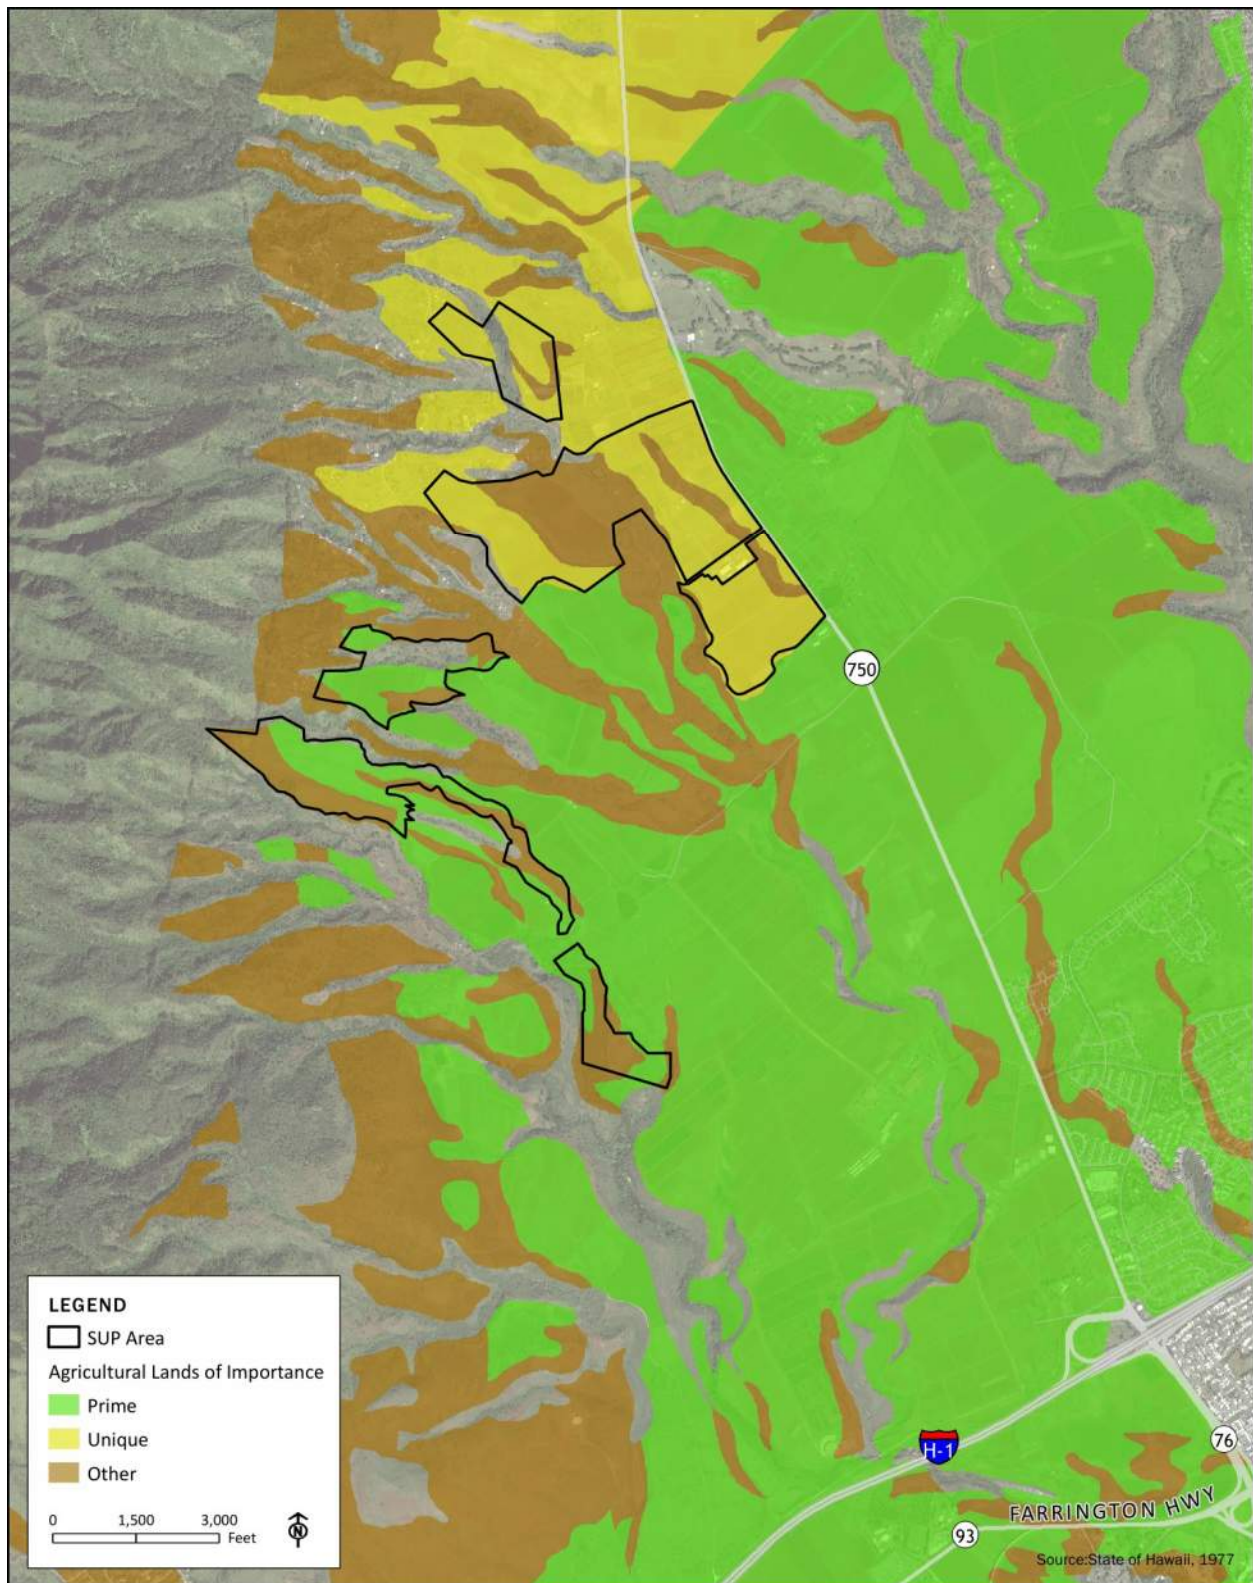 750
LEGEND
SUP Area
Agricultural Lands of Importance
Prime
Unique
Other
0 1,500 3,000
Feet
N
H-1
76
FARRINGTON HWY
93
Source:State of Hawaii, 1977